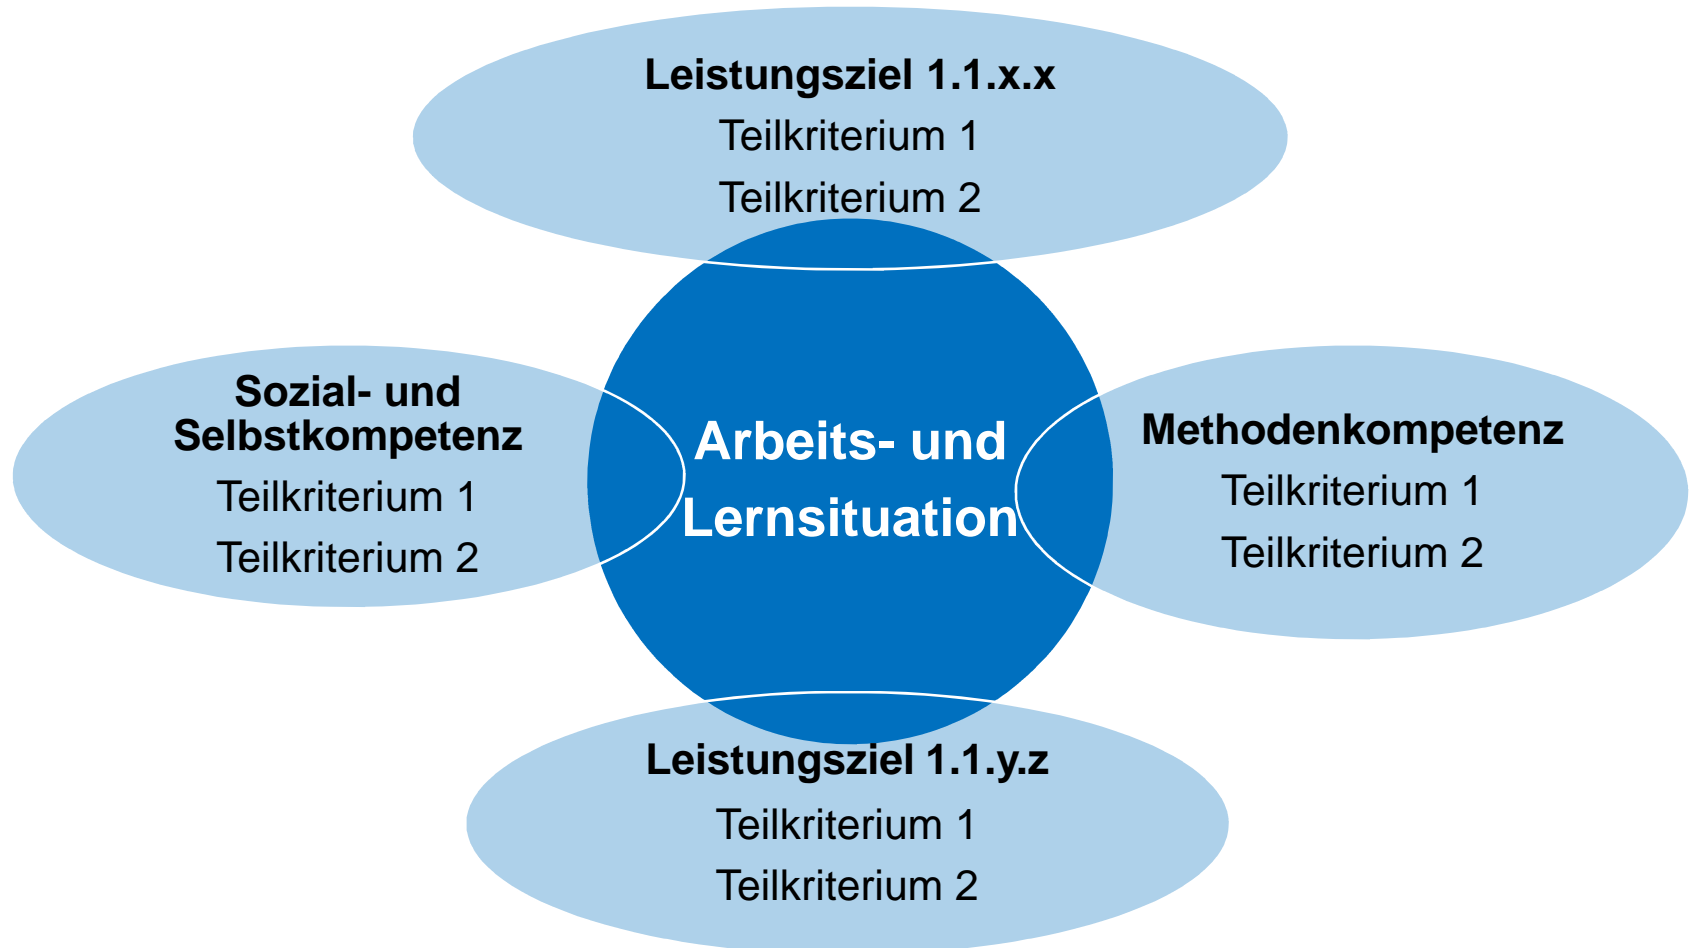 Leistungsziel 1.1.x.x
Teilkriterium 1
Teilkriterium 2
Sozial- und
Selbstkompetenz
Teilkriterium 1
Teilkriterium 2
Arbeits- und
Lernsituation
Methodenkompetenz
Teilkriterium 1
Teilkriterium 2
Leistungsziel 1.1.y.z
Teilkriterium 1
Teilkriterium 2